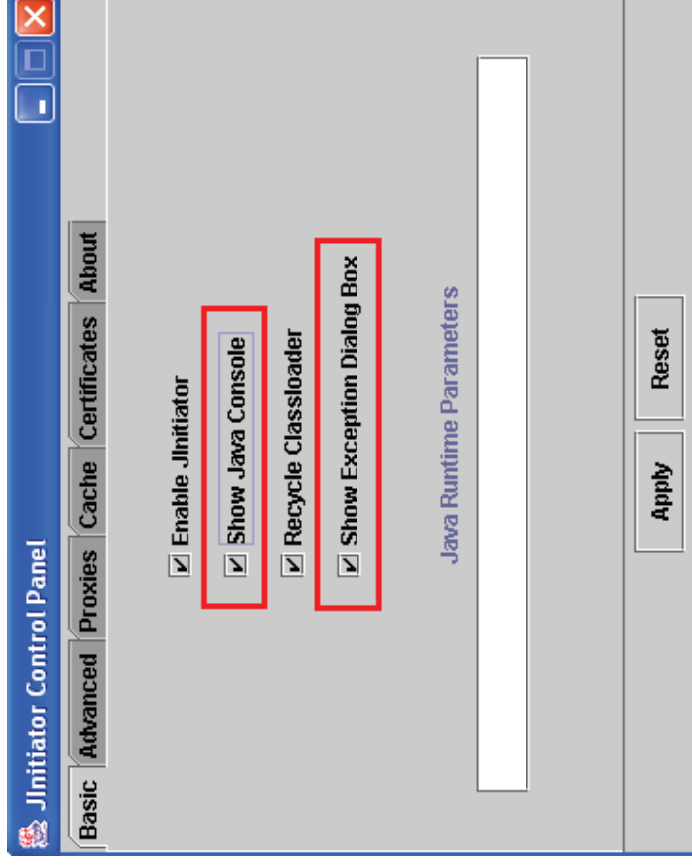 JInitiator Control Panel
Basic Advanced Proxies Cache Certificates About
Enable JInitiator
Show Java Console
Recycle Classloader
Show Exception Dialog Box
Java Runtime Parameters
Apply Reset